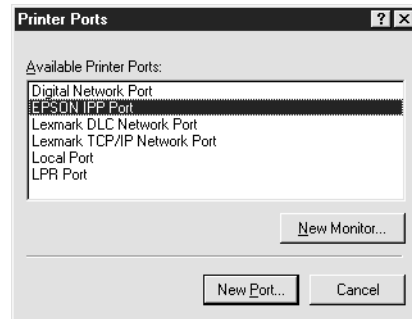 Printer Ports
Available Printer Ports:
Digital Network Port
EPSON IPP Port
Lexmark DLC Network Port
Lexmark TCP/IP Network Port
Local Port
LPR Port
New Monitor...
New Port...
Cancel